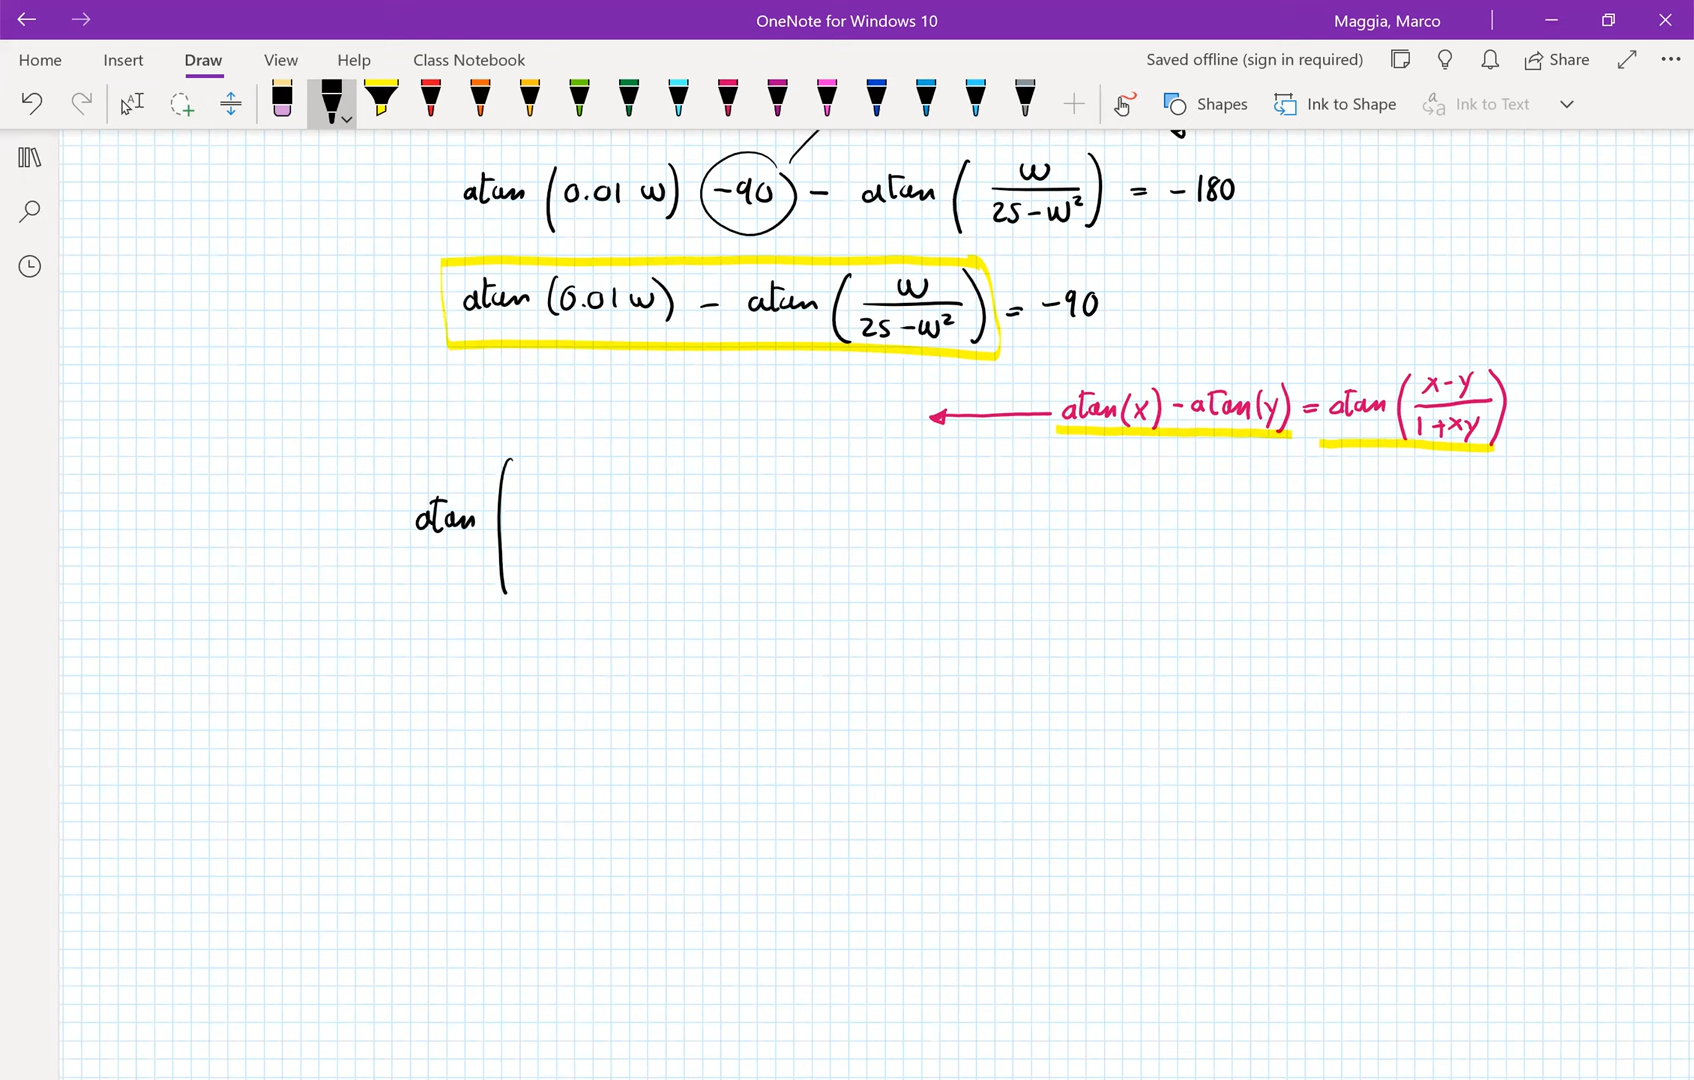 OneNote for Windows 10
Maggia, Marco
Home Insert Draw View Help Class Notebook
Saved offline (sign in required) Share
Shapes Ink to Shape Ink to Text
atan (0.01 ω) -90 - atan (ω / 25-ω²) = -180
atan (0.01 ω) - atan (ω / 25-ω²) = -90
atan(x) - atan(y) = atan (x-y / 1+xy)
atan (